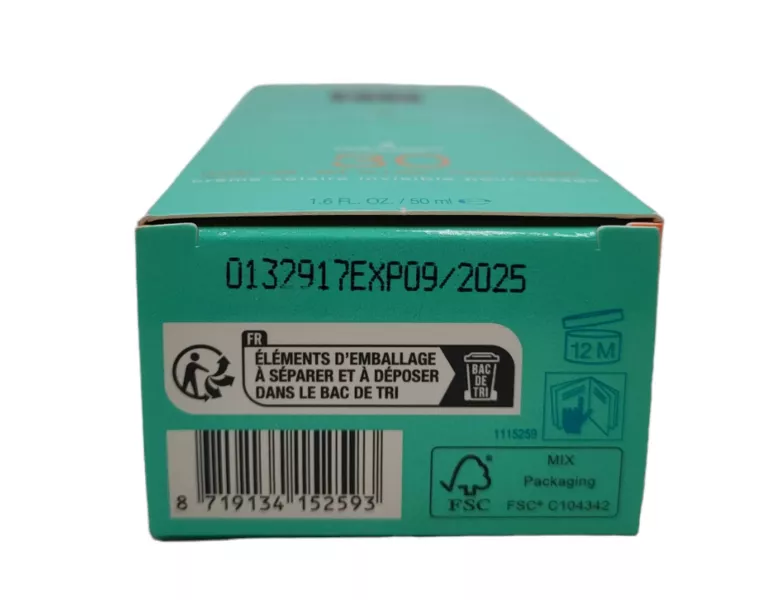 30
crème solaire invisible pour visage
1.6 FL. OZ. / 50 ml ℮
0132917EXP09/2025
FR
ÉLÉMENTS D'EMBALLAGE
À SÉPARER ET À DÉPOSER
DANS LE BAC DE TRI
BAC
DE
TRI
12 M
1115259
8 719134 152593
FSC
MIX
Packaging
FSC® C104342